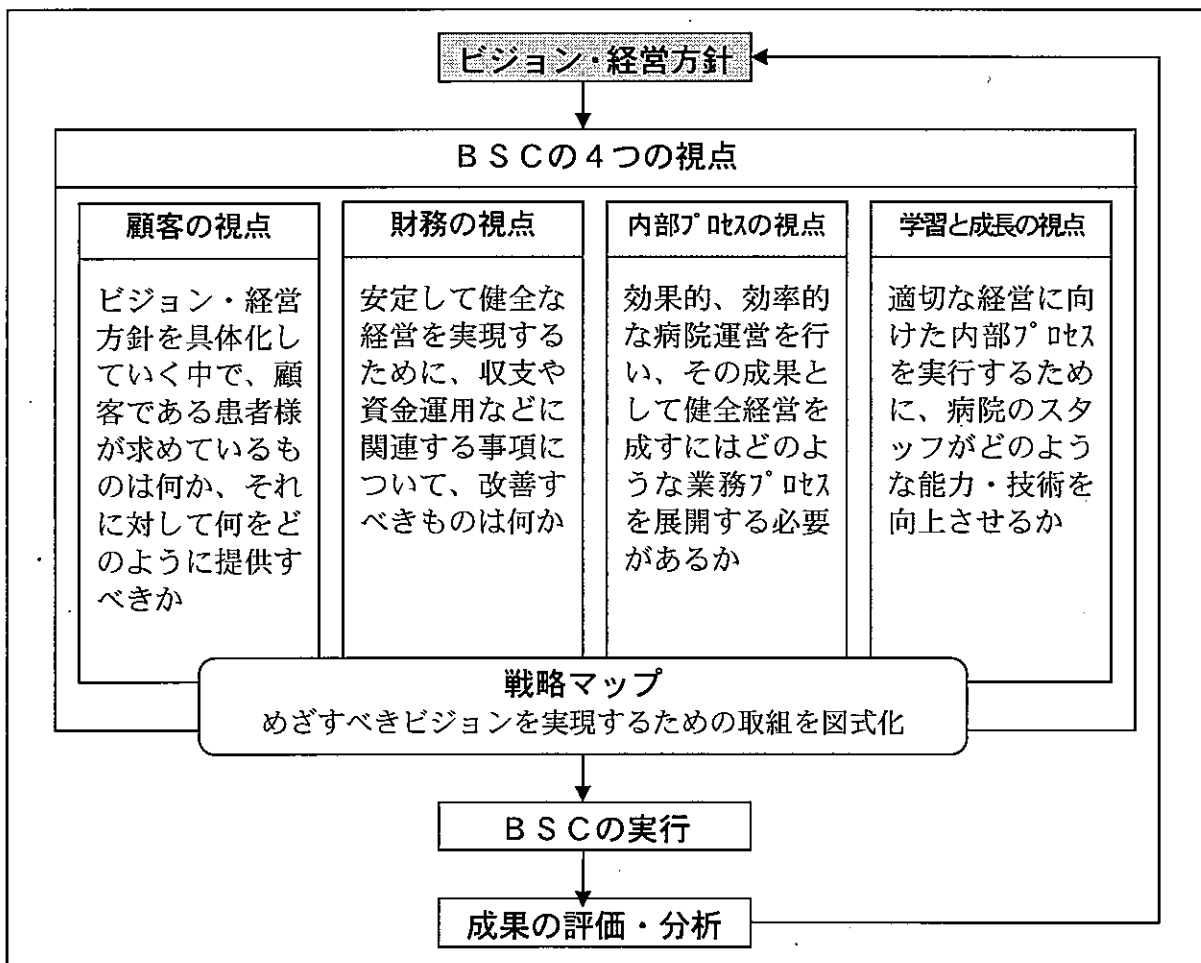 ビジョン・経営方針
ＢＳＣの４つの視点
顧客の視点
ビジョン・経営
方針を具体化し
ていく中で、顧
客である患者様
が求めているも
のは何か、それ
に対して何をど
のように提供す
べきか
財務の視点
安定して健全な
経営を実現する
ために、収支や
資金運用などに
関連する事項に
ついて、改善す
べきものは何か
内部ﾌﾟﾛｾｽの視点
効果的、効率的
な病院運営を行
い、その成果と
して健全経営を
成すにはどのよ
うな業務ﾌﾟﾛｾｽ
を展開する必要
があるか
学習と成長の視点
適切な経営に向
けた内部ﾌﾟﾛｾｽ
を実行するため
に、病院のスタ
ッフがどのよう
な能力・技術を
向上させるか
戦略マップ
めざすべきビジョンを実現するための取組を図式化
ＢＳＣの実行
成果の評価・分析